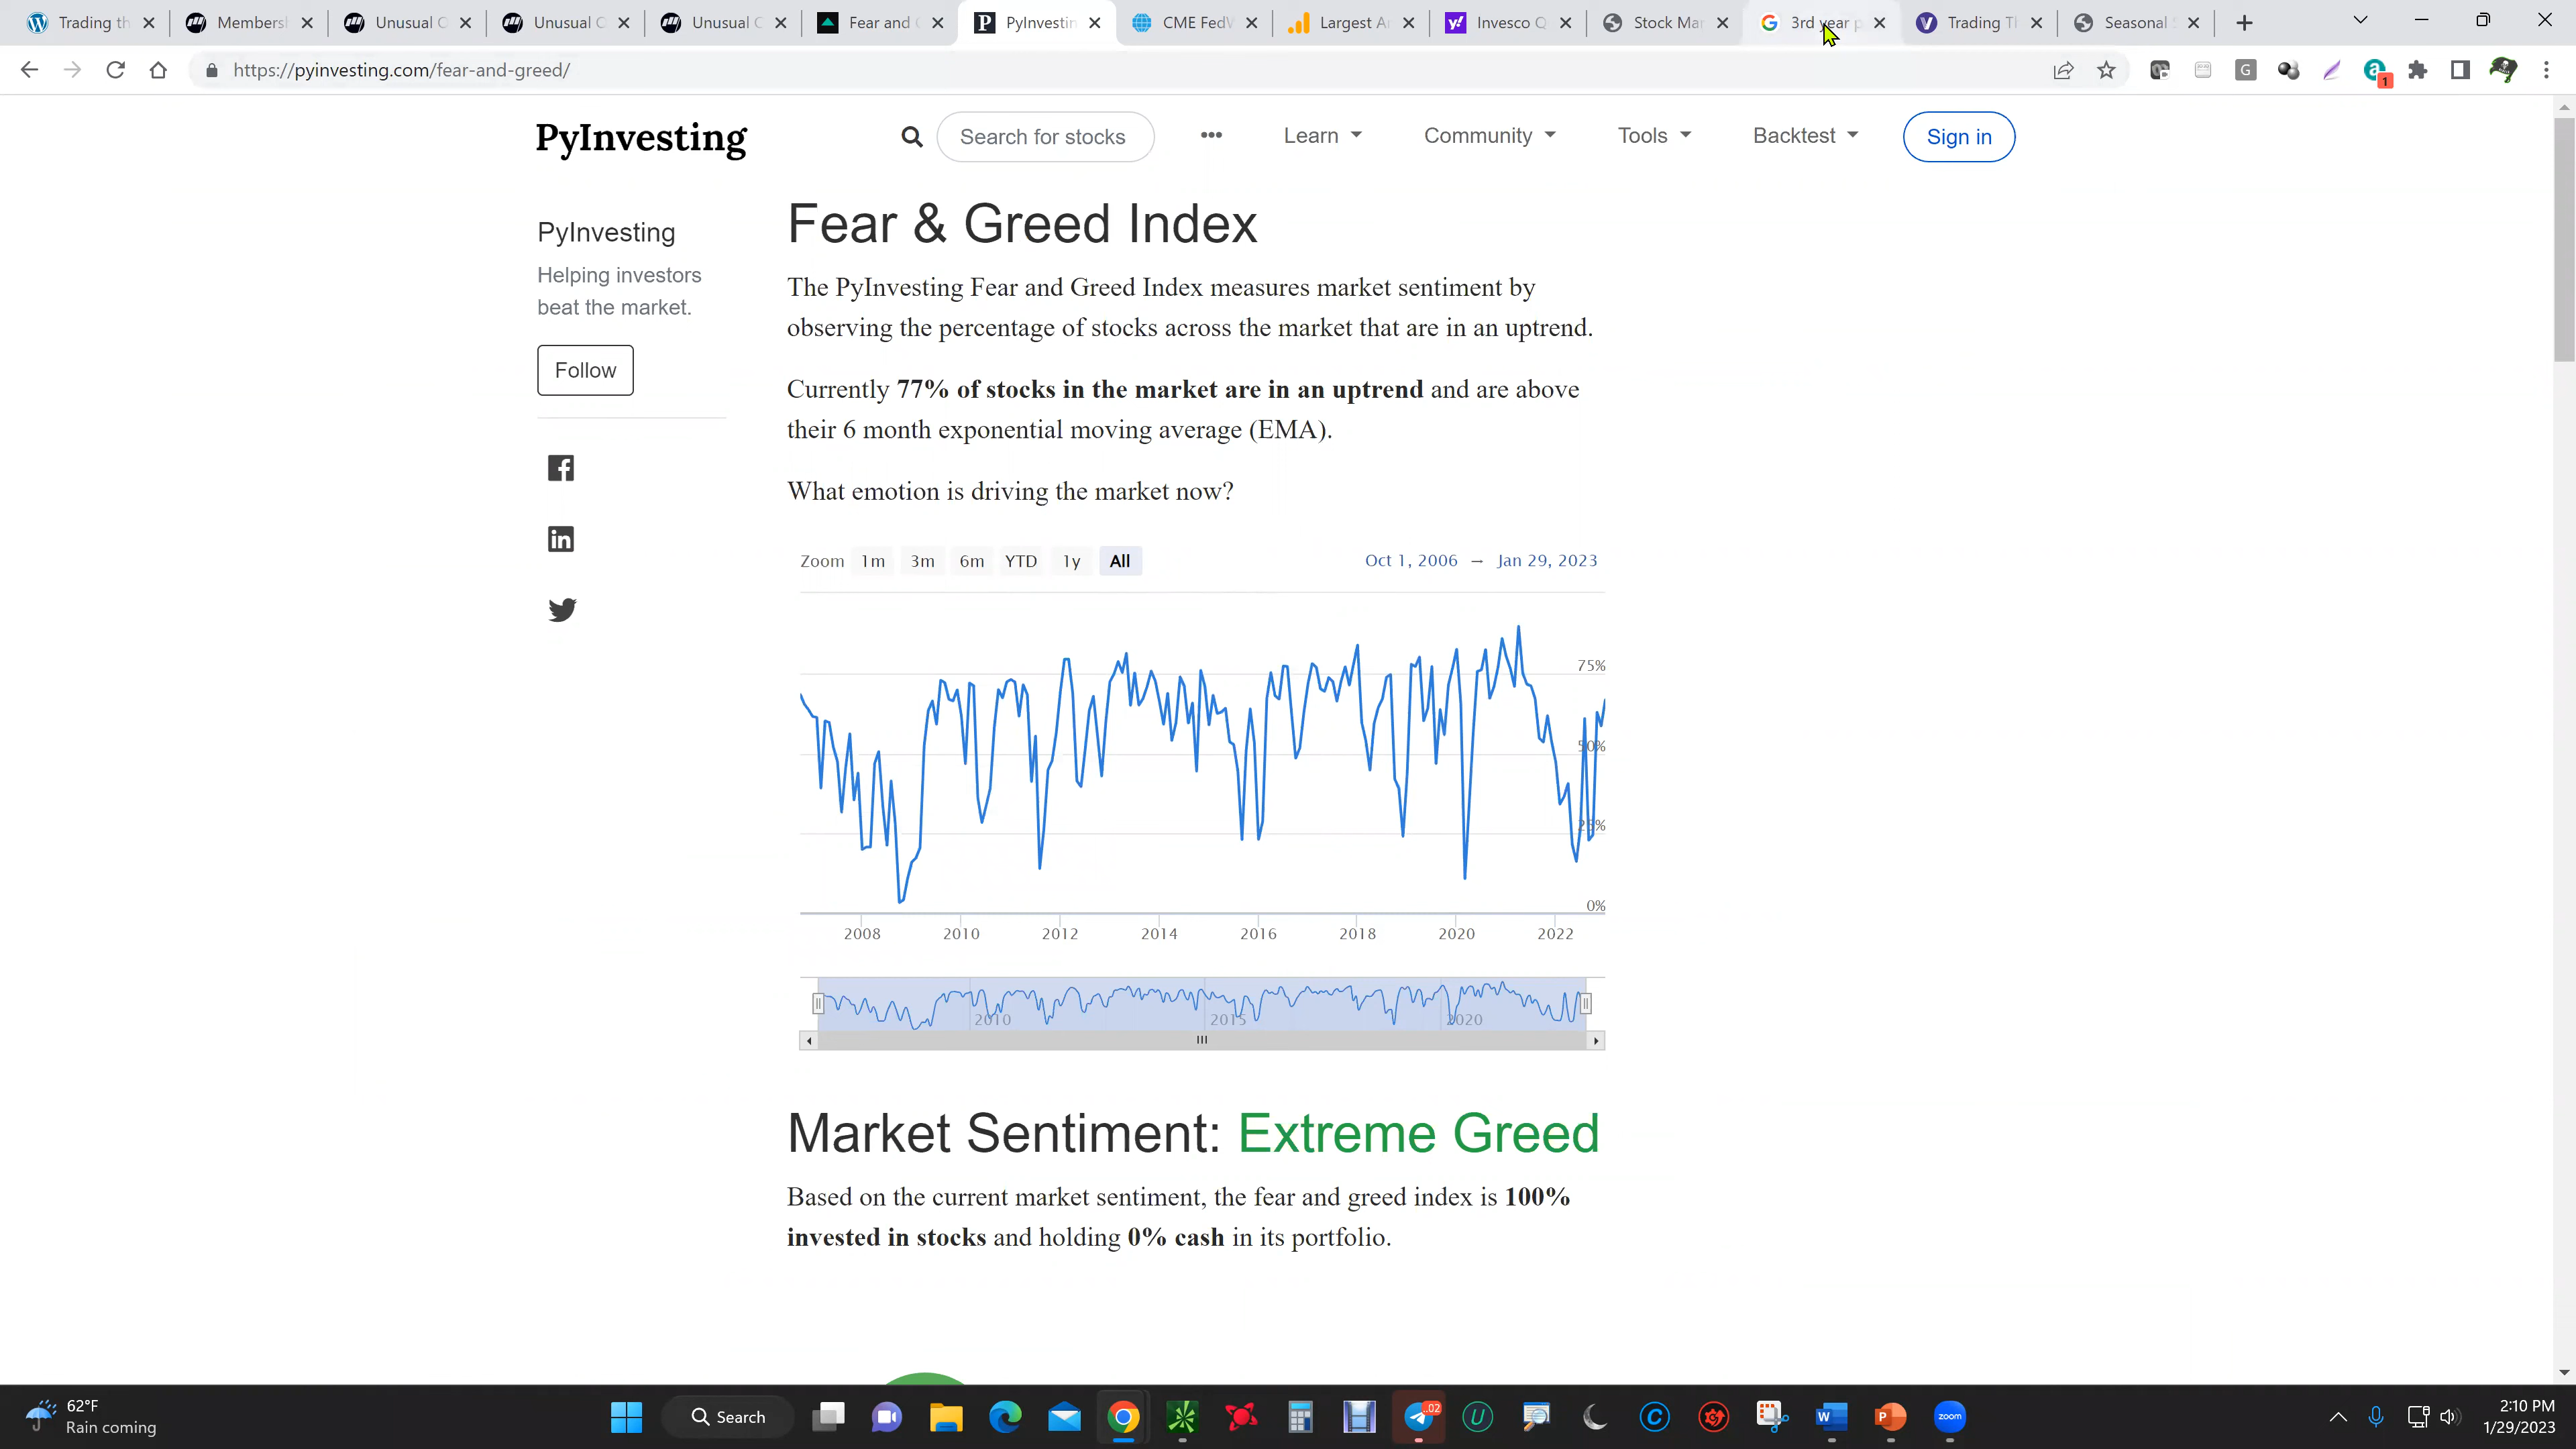 Trading th
Members
Unusual O
Unusual O
Unusual O
Fear and
PyInvestin
CME FedW
Largest A
Invesco Q
Stock Mar
3rd year p
Trading Th
Seasonal
https://pyinvesting.com/fear-and-greed/
1
PyInvesting
Search for stocks
Learn
Community
Tools
Backtest
Sign in
PyInvesting
Helping investors
beat the market.
Follow
Fear & Greed Index
The PyInvesting Fear and Greed Index measures market sentiment by
observing the percentage of stocks across the market that are in an uptrend.
Currently 77% of stocks in the market are in an uptrend and are above
their 6 month exponential moving average (EMA).
What emotion is driving the market now?
Zoom 1m 3m 6m YTD 1y All
Oct 1, 2006 → Jan 29, 2023
75%
50%
25%
0%
2008 2010 2012 2014 2016 2018 2020 2022
2010 2015 2020
Market Sentiment: Extreme Greed
Based on the current market sentiment, the fear and greed index is 100%
invested in stocks and holding 0% cash in its portfolio.
62°F
Rain coming
Search
2:10 PM
1/29/2023